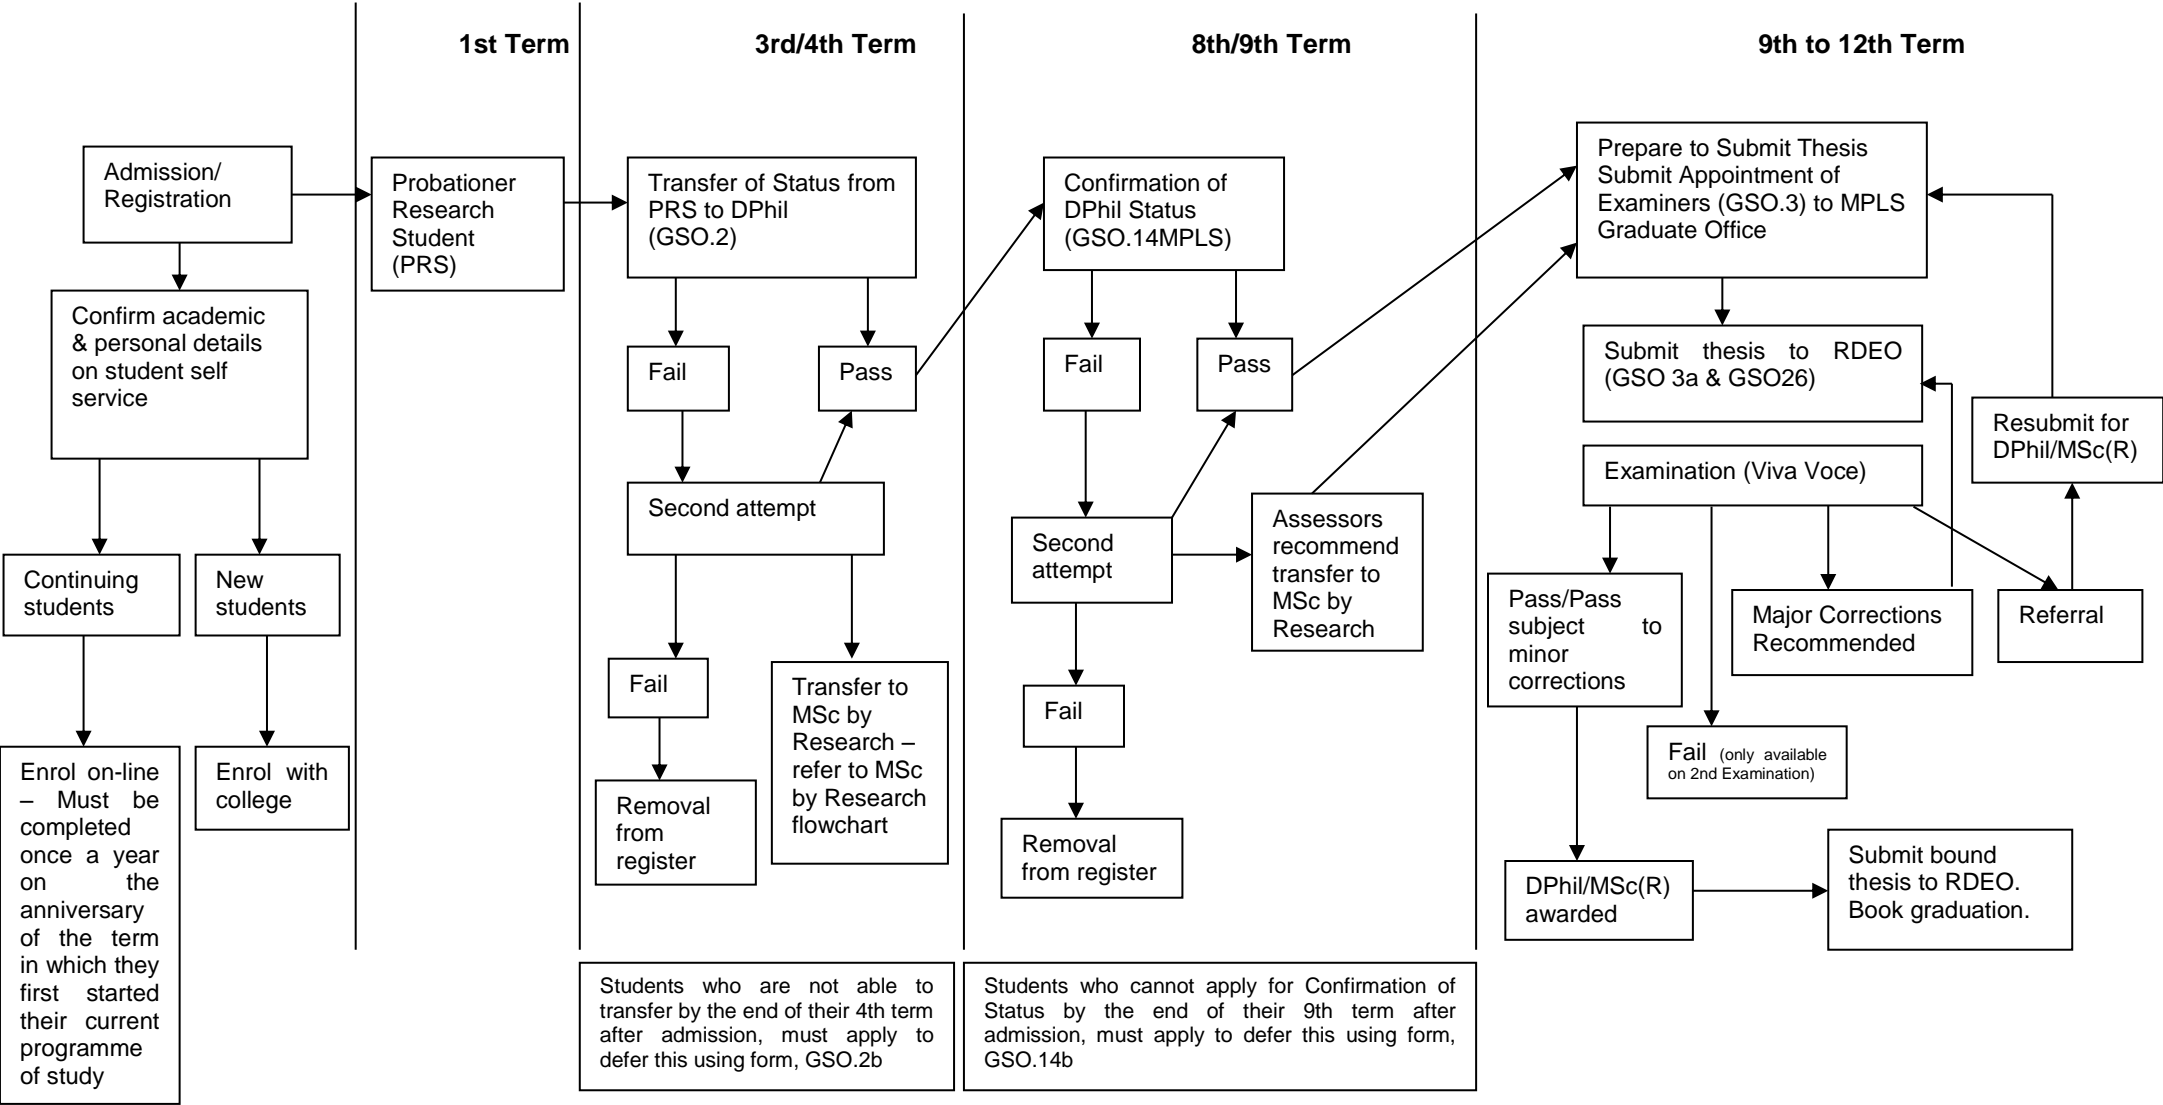 1st Term
3rd/4th Term
8th/9th Term
9th to 12th Term
Admission/
Registration
Confirm academic
& personal details
on student self
service
Continuing
students
New
students
Enrol on-line
– Must be
completed
once a year
on the
anniversary
of the term
in which they
first started
their current
programme
of study
Enrol with
college
Probationer
Research
Student
(PRS)
Transfer of Status from
PRS to DPhil
(GSO.2)
Fail
Pass
Second attempt
Fail
Removal
from
register
Transfer to
MSc by
Research –
refer to MSc
by Research
flowchart
Students who are not able to
transfer by the end of their 4th term
after admission, must apply to
defer this using form, GSO.2b
Confirmation of
DPhil Status
(GSO.14MPLS)
Fail
Pass
Second
attempt
Assessors
recommend
transfer to
MSc by
Research
Fail
Removal
from register
Students who cannot apply for Confirmation of
Status by the end of their 9th term after
admission, must apply to defer this using form,
GSO.14b
Prepare to Submit Thesis
Submit Appointment of
Examiners (GSO.3) to MPLS
Graduate Office
Submit thesis to RDEO
(GSO 3a & GSO26)
Resubmit for
DPhil/MSc(R)
Examination (Viva Voce)
Pass/Pass
subject to
minor
corrections
Major Corrections
Recommended
Referral
Fail (only available
on 2nd Examination)
DPhil/MSc(R)
awarded
Submit bound
thesis to RDEO.
Book graduation.